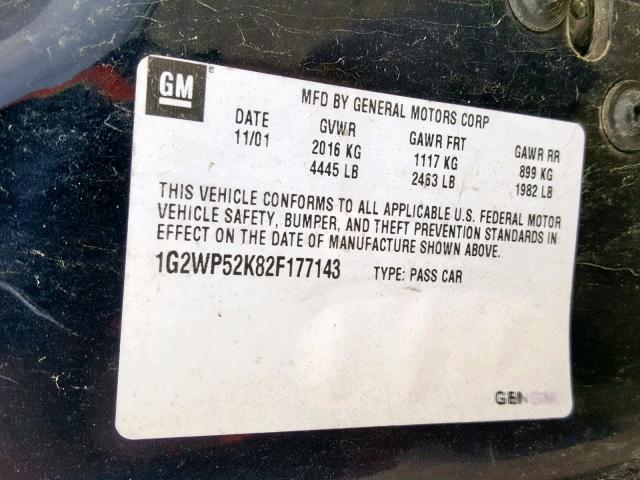 GM
MFD BY GENERAL MOTORS CORP
DATE GVWR GAWR FRT GAWR RR
11/01 2016 KG 1117 KG 899 KG
4445 LB 2463 LB 1982 LB
THIS VEHICLE CONFORMS TO ALL APPLICABLE U.S. FEDERAL MOTOR
VEHICLE SAFETY, BUMPER, AND THEFT PREVENTION STANDARDS IN
EFFECT ON THE DATE OF MANUFACTURE SHOWN ABOVE.
1G2WP52K82F177143 TYPE: PASS CAR